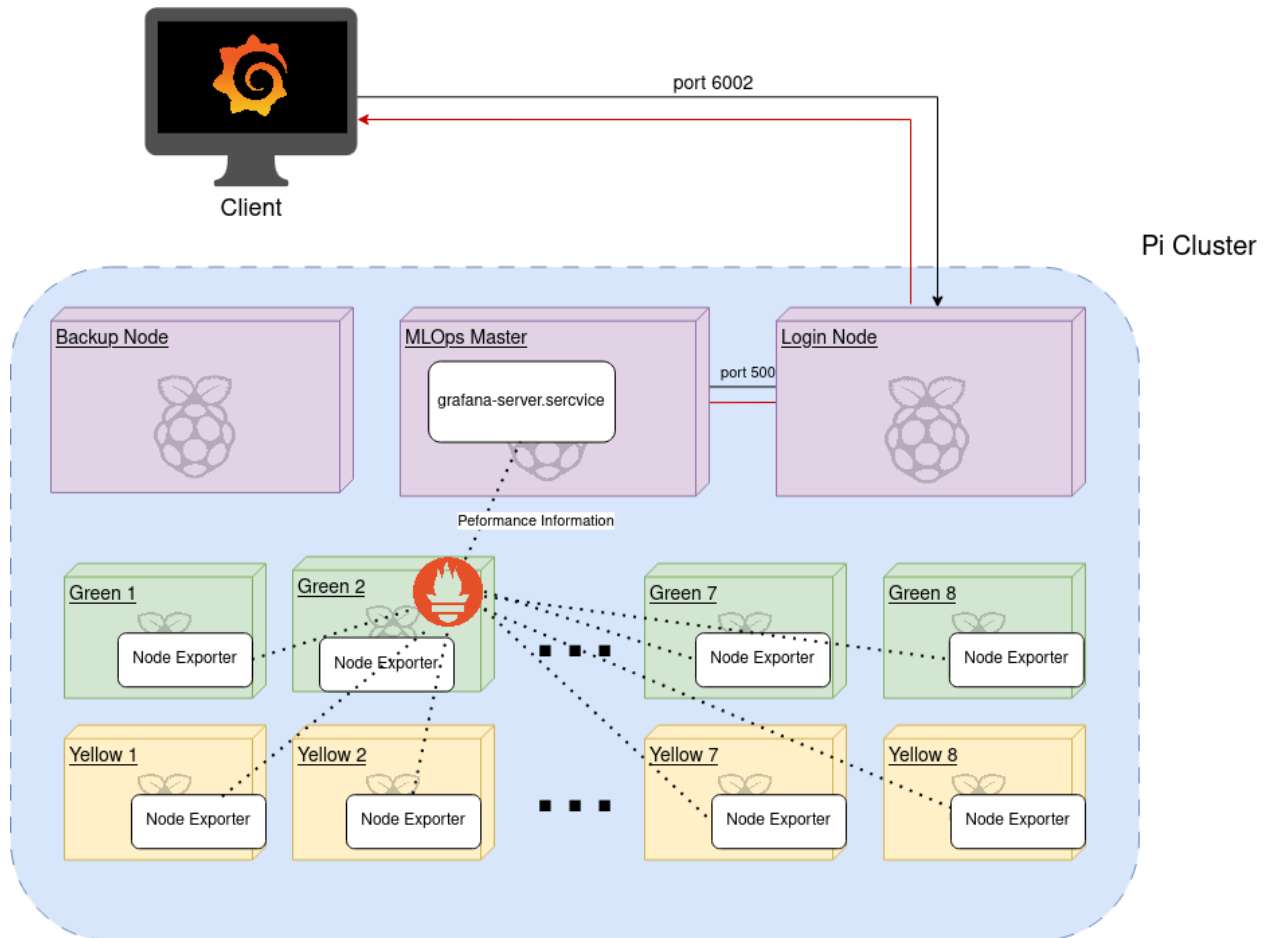 port 6002
Client
Pi Cluster
Backup Node
MLOps Master
Login Node
port 500
grafana-server.sercvice
Peformance Information
Green 1
Green 2
Green 7
Green 8
Node Exporter
Node Exporter
Node Exporter
Node Exporter
Yellow 1
Yellow 2
Yellow 7
Yellow 8
Node Exporter
Node Exporter
Node Exporter
Node Exporter